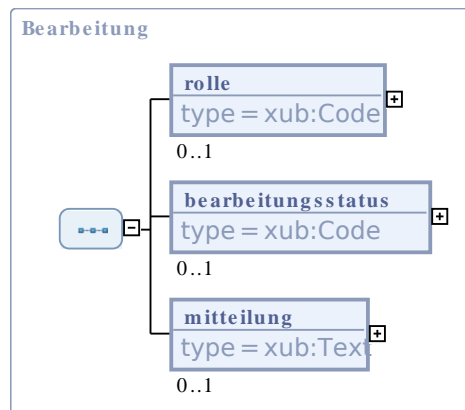 Bearbeitung
rolle
type = xub:Code
0..1
bearbeitungsstatus
type = xub:Code
0..1
mitteilung
type = xub:Text
0..1